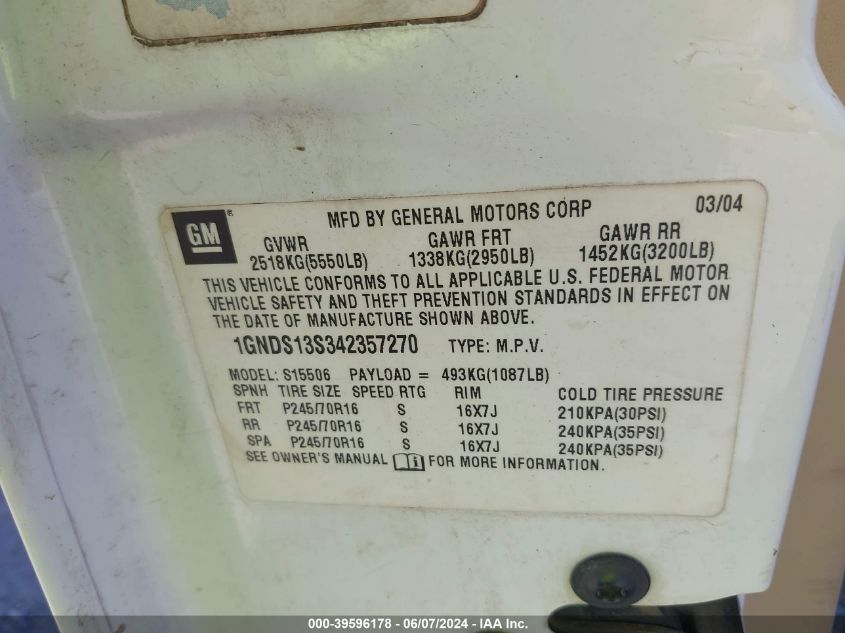 GM® MFD BY GENERAL MOTORS CORP 03/04
GVWR GAWR FRT GAWR RR
2518KG(5550LB) 1338KG(2950LB) 1452KG(3200LB)
THIS VEHICLE CONFORMS TO ALL APPLICABLE U.S. FEDERAL MOTOR
VEHICLE SAFETY AND THEFT PREVENTION STANDARDS IN EFFECT ON
THE DATE OF MANUFACTURE SHOWN ABOVE.
1GNDS13S342357270 TYPE: M.P.V.
MODEL: S15506 PAYLOAD = 493KG(1087LB)
SPNH TIRE SIZE SPEED RTG RIM COLD TIRE PRESSURE
FRT P245/70R16 S 16X7J 210KPA(30PSI)
RR P245/70R16 S 16X7J 240KPA(35PSI)
SPA P245/70R16 S 16X7J 240KPA(35PSI)
SEE OWNER'S MANUAL i FOR MORE INFORMATION.
000-39596178 - 06/07/2024 - IAA Inc.